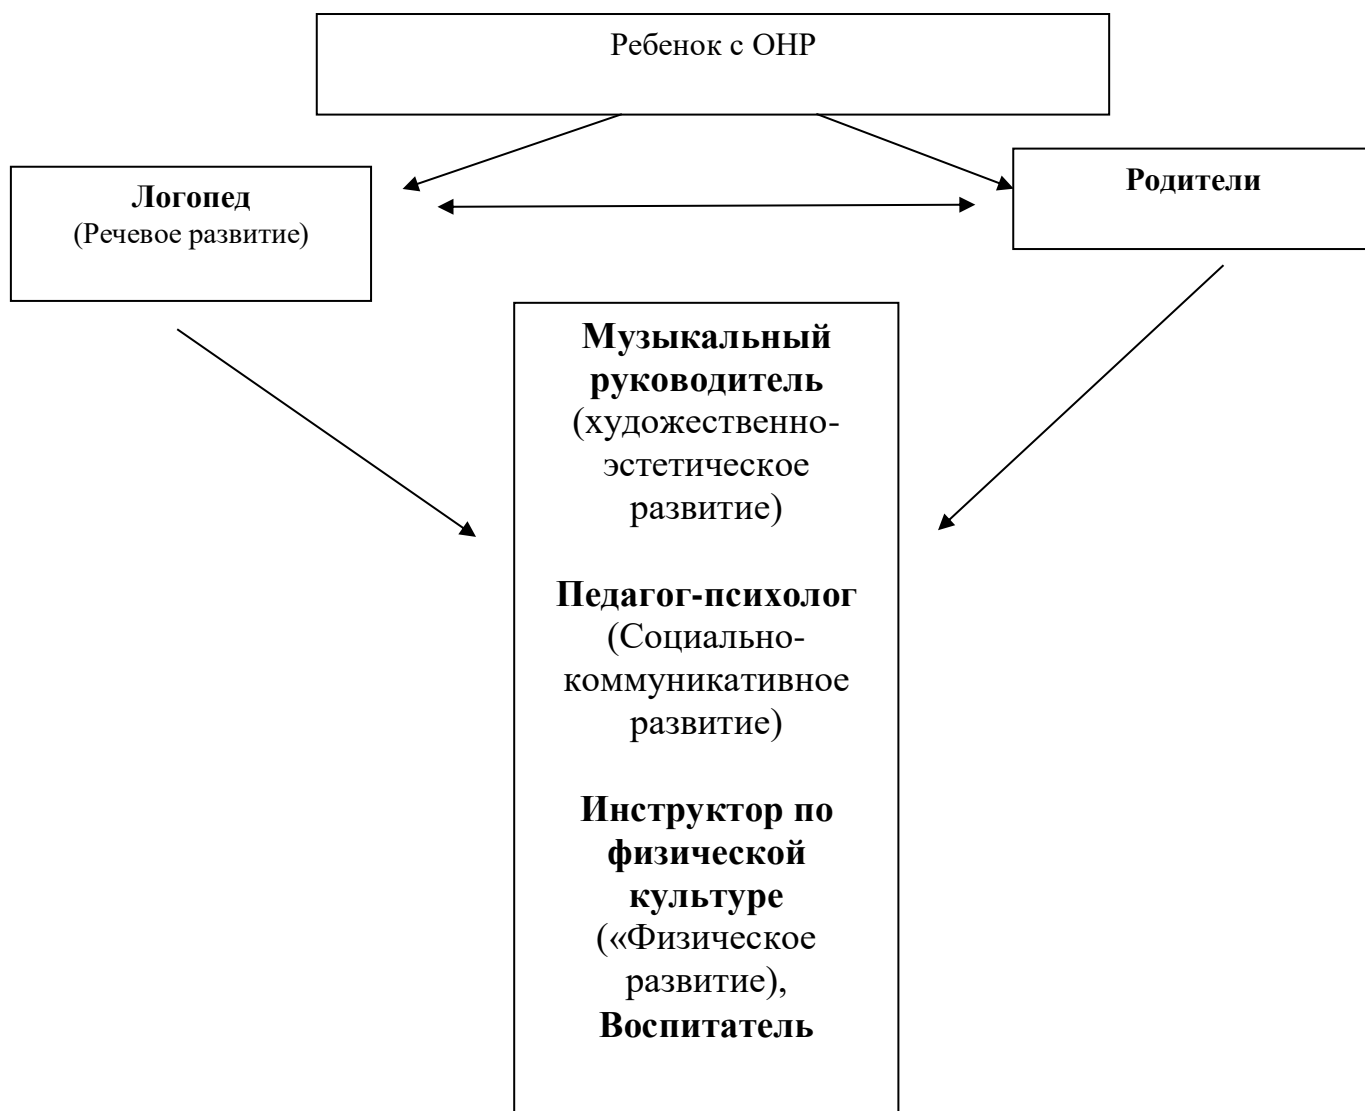 Ребенок с ОНР
Логопед
(Речевое развитие)
Родители
Музыкальный
руководитель
(художественно-
эстетическое
развитие)
Педагог-психолог
(Социально-
коммуникативное
развитие)
Инструктор по
физической
культуре
(«Физическое
развитие),
Воспитатель